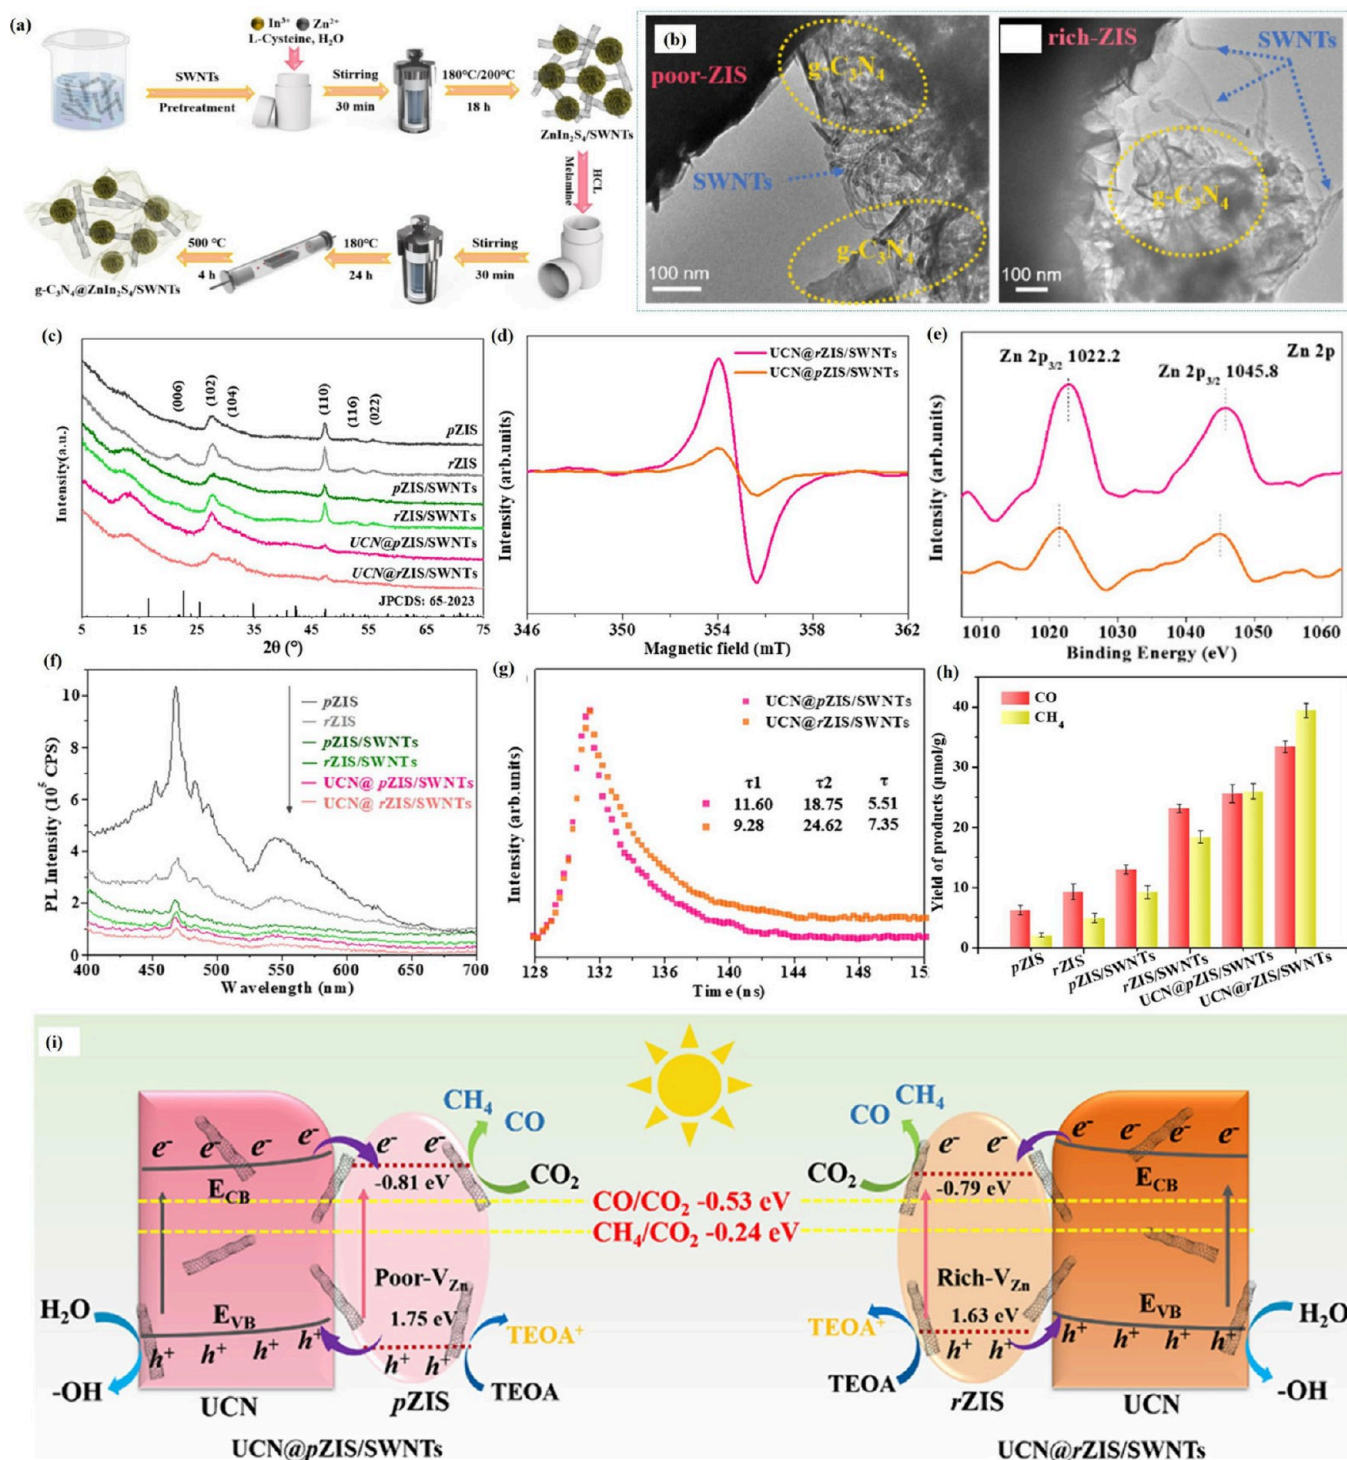 (a)
In³⁺ Zn²⁺
L-Cysteine, H₂O
SWNTs
Pretreatment
Stirring
30 min
180°C/200°C
18 h
ZnIn₂S₄/SWNTs
HCL
Melamine
Stirring
30 min
180°C
24 h
500 °C
4 h
g-C₃N₄@ZnIn₂S₄/SWNTs
(b)
poor-ZIS
g-C₃N₄
SWNTs
g-C₃N₄
100 nm
rich-ZIS
SWNTs
g-C₃N₄
100 nm
(c)
Intensity(a.u.)
(006)
(102)
(104)
(110)
(116)
(022)
pZIS
rZIS
pZIS/SWNTs
rZIS/SWNTs
UCN@pZIS/SWNTs
UCN@rZIS/SWNTs
JPCDS: 65-2023
5 15 25 35 45 55 65 75
2θ (°)
(d)
Intensity (arb.units)
UCN@rZIS/SWNTs
UCN@pZIS/SWNTs
346 350 354 358 362
Magnetic field (mT)
(e)
Intensity (arb.units)
Zn 2p
Zn 2p₃/₂ 1022.2
Zn 2p₃/₂ 1045.8
1010 1020 1030 1040 1050 1060
Binding Energy (eV)
(f)
PL Intensity (10⁵ CPS)
10
8
6
4
2
0
pZIS
rZIS
pZIS/SWNTs
rZIS/SWNTs
UCN@ pZIS/SWNTs
UCN@ rZIS/SWNTs
400 450 500 550 600 650 700
Wavelength (nm)
(g)
Intensity (arb.units)
UCN@pZIS/SWNTs
UCN@rZIS/SWNTs
τ1 τ2 τ
11.60 18.75 5.51
9.28 24.62 7.35
128 132 136 140 144 148 15
Time (ns)
(h)
Yield of products (μmol/g)
40
30
20
10
0
CO
CH₄
pZIS
rZIS
pZIS/SWNTs
rZIS/SWNTs
UCN@pZIS/SWNTs
UCN@rZIS/SWNTs
(i)
CH₄
CO
CO₂
e⁻ e⁻ e⁻ e⁻
e⁻ e⁻
E_CB
-0.81 eV
CO/CO₂ -0.53 eV
CH₄/CO₂ -0.24 eV
Poor-V_Zn
1.75 eV
E_VB
H₂O
-OH
h⁺ h⁺ h⁺ h⁺
h⁺ h⁺
TEOA⁺
TEOA
UCN
pZIS
UCN@pZIS/SWNTs
CO
CH₄
CO₂
e⁻ e⁻
e⁻ e⁻ e⁻ e⁻
-0.79 eV
E_CB
Rich-V_Zn
1.63 eV
E_VB
TEOA⁺
TEOA
h⁺ h⁺
h⁺ h⁺ h⁺ h⁺
H₂O
-OH
rZIS
UCN
UCN@rZIS/SWNTs